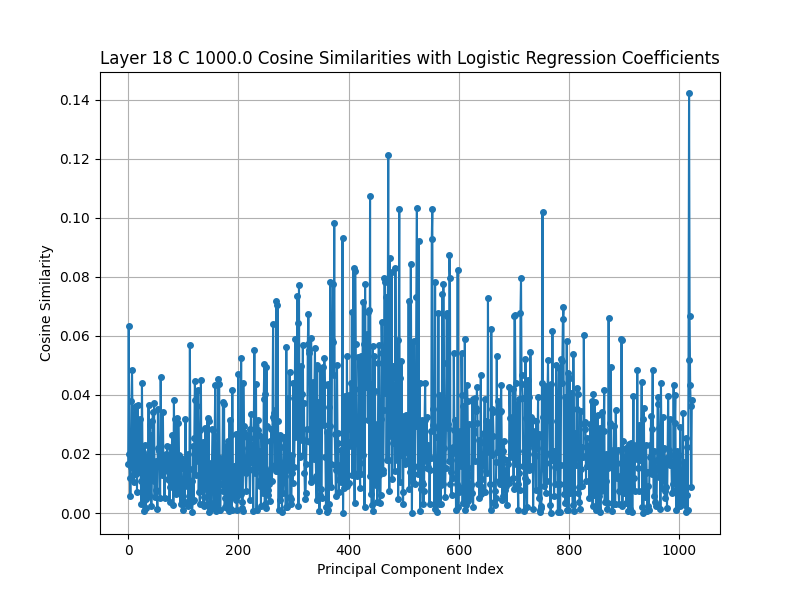 Layer 18 C 1000.0 Cosine Similarities with Logistic Regression Coefficients
0.14
0.12
0.10
0.08
0.06
0.04
0.02
0.00
Cosine Similarity
0 200 400 600 800 1000
Principal Component Index